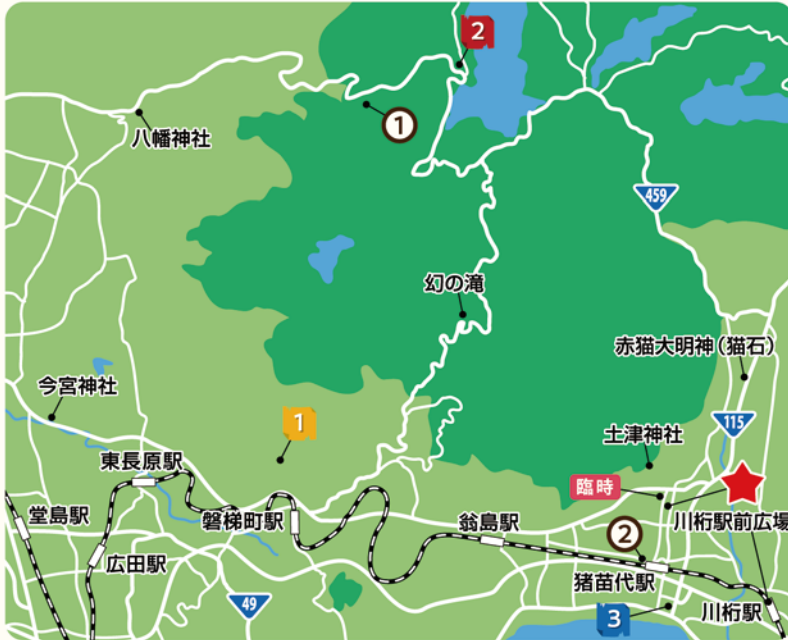 2
1
八幡神社
459
幻の滝
赤猫大明神(猫石)
今宮神社
1
115
土津神社
東長原駅
臨時
堂島駅
磐梯町駅
翁島駅
川桁駅前広場
2
広田駅
猪苗代駅
49
3
川桁駅